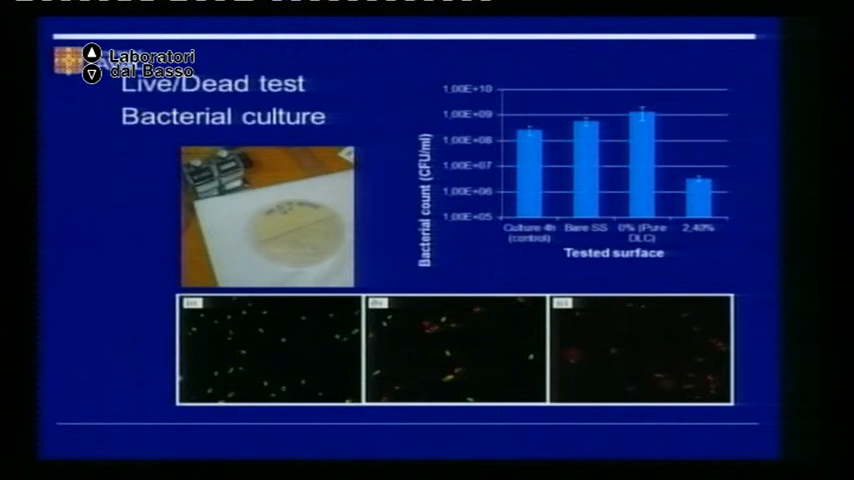 Laboratori
dal Basso
Live/Dead test
Bacterial culture
1,00E+10
1,00E+09
1,00E+08
1,00E+07
1,00E+06
1,00E+05
Bacterial count (CFU/ml)
Culture 4h (control)
Bare SS
0% (Pure DLC)
2,40%
Tested surface